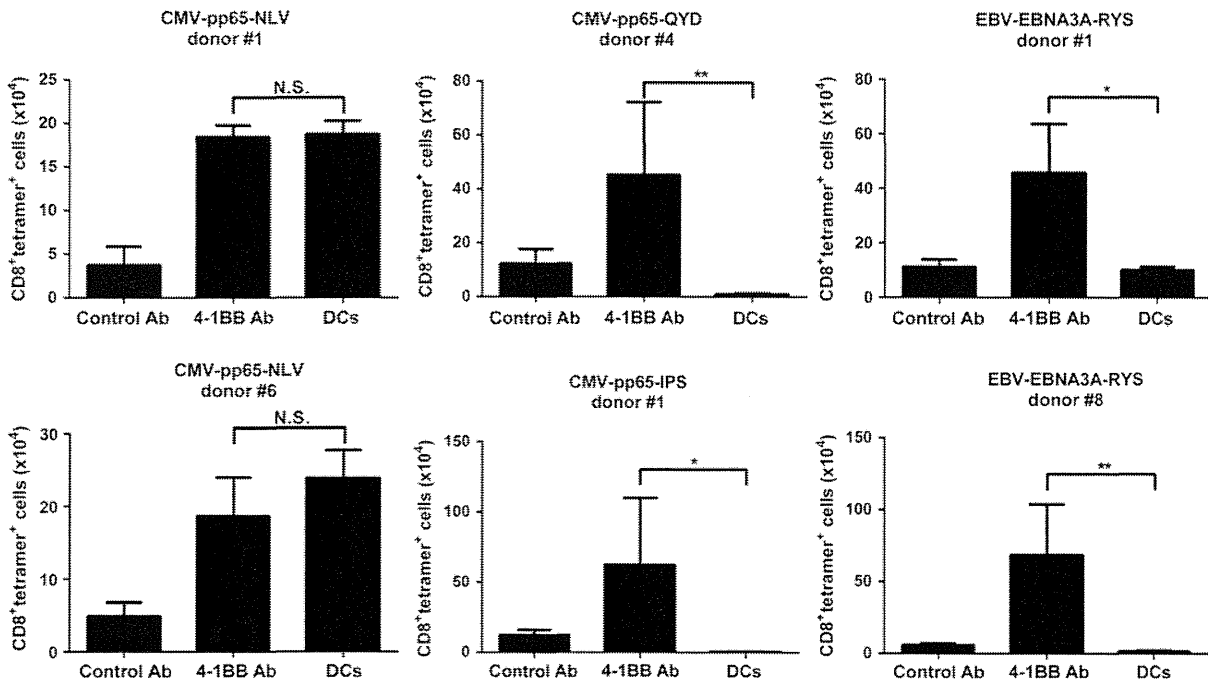 CMV-pp65-NLV
donor #1
CD8⁺tetramer⁺ cells (x10⁴)
25
20
15
10
5
0
N.S.
Control Ab 4-1BB Ab DCs
CMV-pp65-QYD
donor #4
CD8⁺tetramer⁺ cells (x10⁴)
80
60
40
20
0
**
Control Ab 4-1BB Ab DCs
EBV-EBNA3A-RYS
donor #1
CD8⁺tetramer⁺ cells (x10⁴)
80
60
40
20
0
*
Control Ab 4-1BB Ab DCs
CMV-pp65-NLV
donor #6
CD8⁺tetramer⁺ cells (x10⁴)
30
20
10
0
N.S.
Control Ab 4-1BB Ab DCs
CMV-pp65-IPS
donor #1
CD8⁺tetramer⁺ cells (x10⁴)
150
100
50
0
*
Control Ab 4-1BB Ab DCs
EBV-EBNA3A-RYS
donor #8
CD8⁺tetramer⁺ cells (x10⁴)
150
100
50
0
**
Control Ab 4-1BB Ab DCs